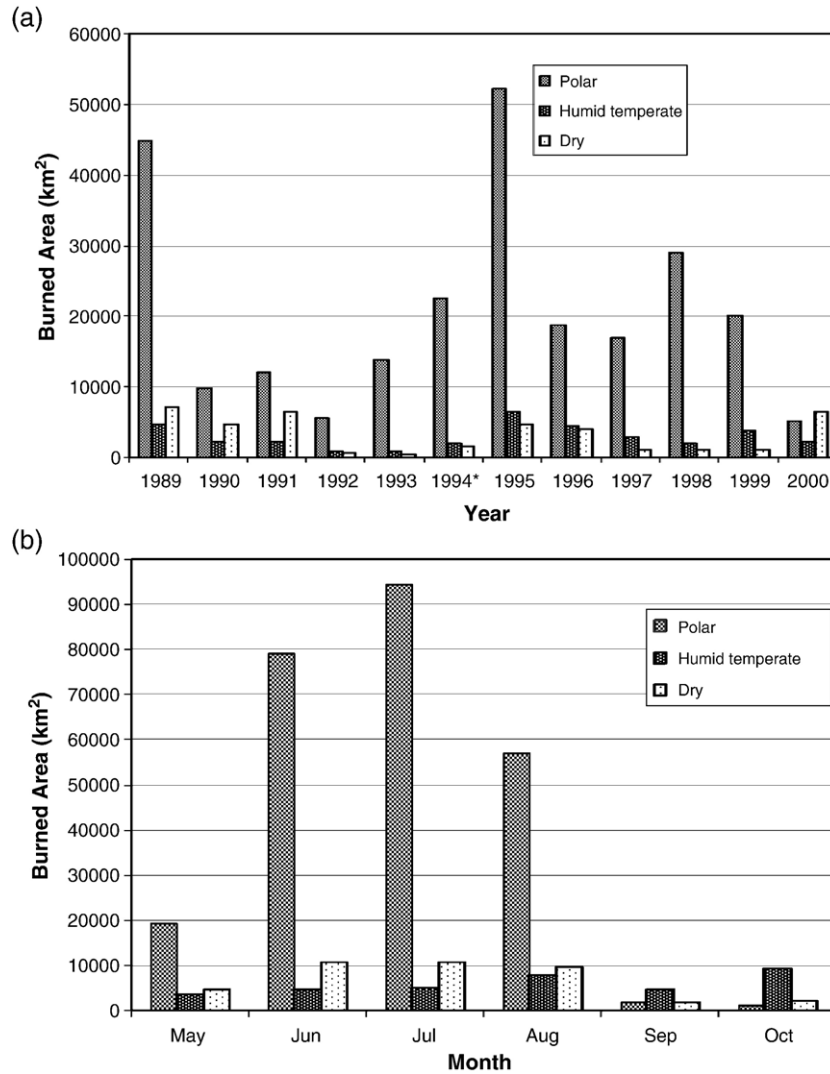 (a)
60000
50000
40000
30000
20000
10000
0
Burned Area (km²)
Polar
Humid temperate
Dry
1989 1990 1991 1992 1993 1994* 1995 1996 1997 1998 1999 2000
Year
(b)
100000
90000
80000
70000
60000
50000
40000
30000
20000
10000
0
Burned Area (km²)
Polar
Humid temperate
Dry
May Jun Jul Aug Sep Oct
Month